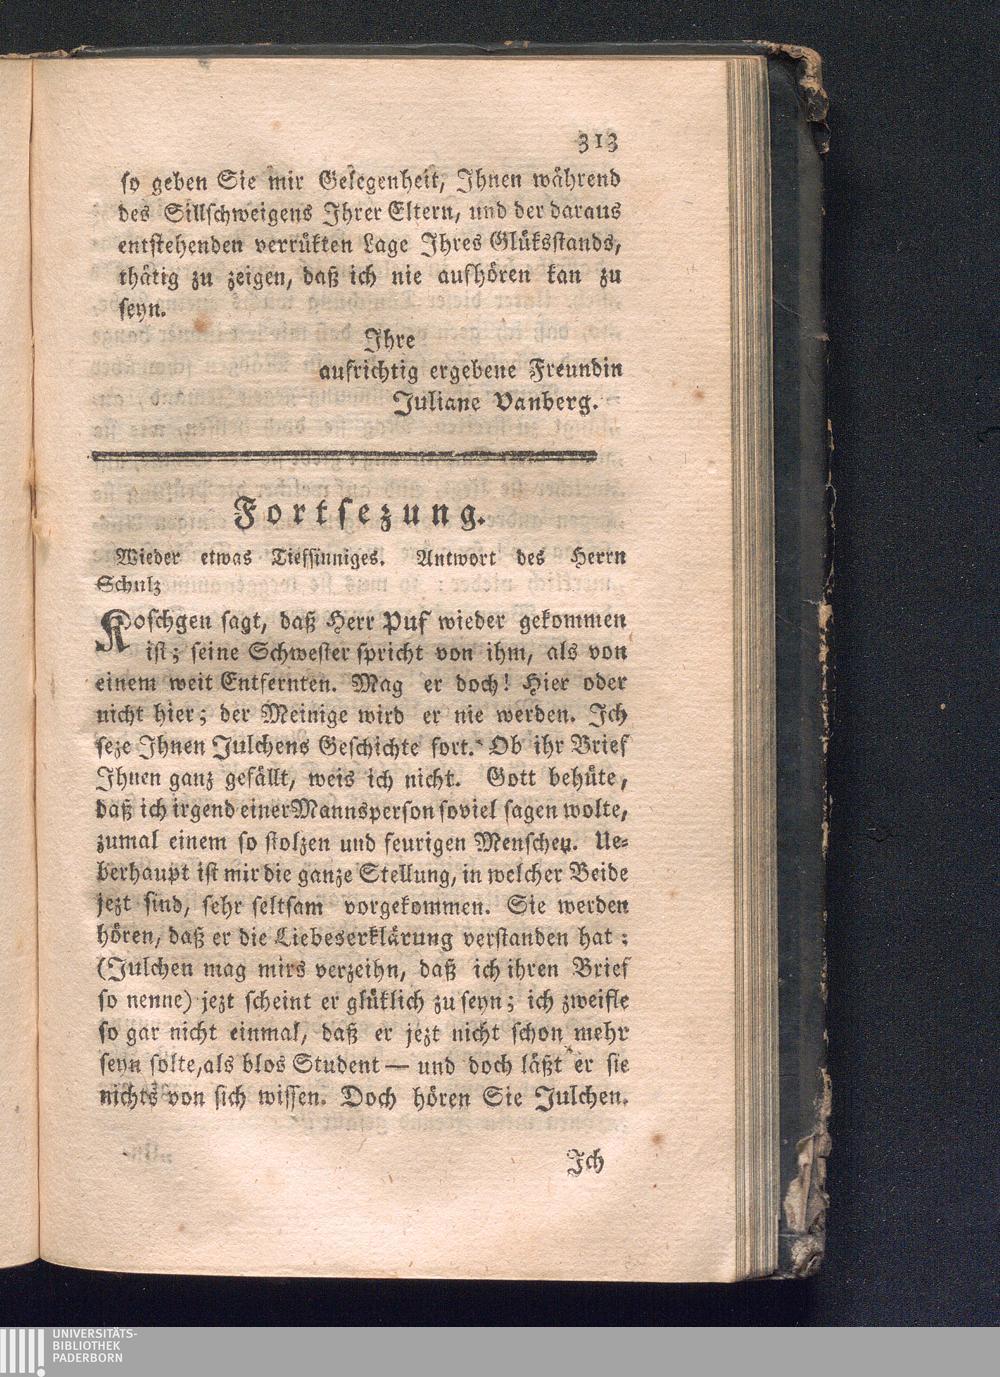 313
so geben Sie mir Gelegenheit, Ihnen während
des Sillschweigens Ihrer Eltern, und der daraus
entstehenden verrükten Lage Ihres Glüksstands,
thätig zu zeigen, daß ich nie aufhören kan zu
seyn.
Ihre
aufrichtig ergebene Freundin
Juliane Vanberg.
Fortsezung.
Wieder etwas Tiefsinniges. Antwort des Herrn
Schulz
Koschgen sagt, daß Herr Puf wieder gekommen
ist; seine Schwester spricht von ihm, als von
einem weit Entfernten. Mag er doch! Hier oder
nicht hier; der Meinige wird er nie werden. Ich
seze Ihnen Julchens Geschichte fort. Ob ihr Brief
Ihnen ganz gefällt, weis ich nicht. Gott behüte,
daß ich irgend einer Mannsperson soviel sagen wolte,
zumal einem so stolzen und feurigen Menschen. Ue-
berhaupt ist mir die ganze Stellung, in welcher Beide
jezt sind, sehr seltsam vorgekommen. Sie werden
hören, daß er die Liebeserklärung verstanden hat:
(Julchen mag mirs verzeihn, daß ich ihren Brief
so nenne) jezt scheint er glüklich zu seyn; ich zweifle
so gar nicht einmal, daß er jezt nicht schon mehr
seyn solte, als blos Student — und doch läßt er sie
nichts von sich wissen. Doch hören Sie Julchen.
Ich
UNIVERSITÄTS-
BIBLIOTHEK
PADERBORN